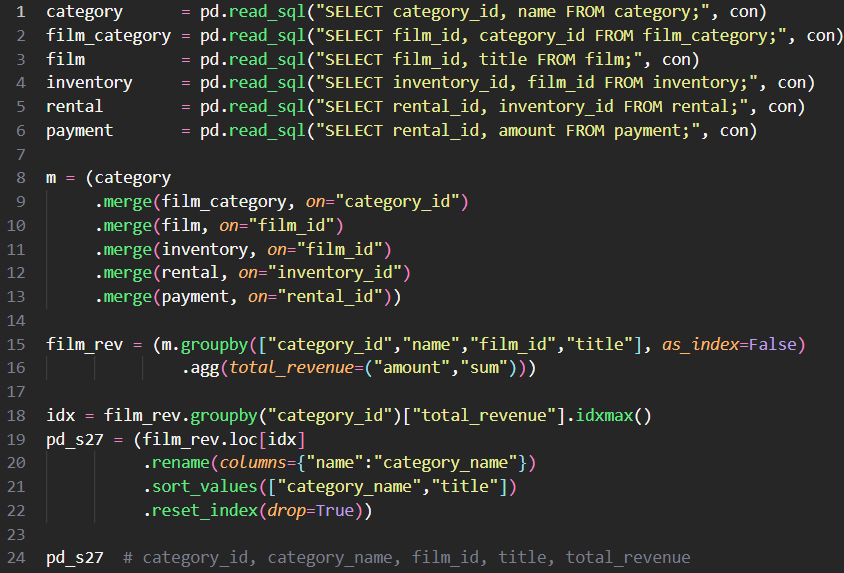 1 category      = pd.read_sql("SELECT category_id, name FROM category;", con)
2 film_category = pd.read_sql("SELECT film_id, category_id FROM film_category;", con)
3 film          = pd.read_sql("SELECT film_id, title FROM film;", con)
4 inventory     = pd.read_sql("SELECT inventory_id, film_id FROM inventory;", con)
5 rental        = pd.read_sql("SELECT rental_id, inventory_id FROM rental;", con)
6 payment       = pd.read_sql("SELECT rental_id, amount FROM payment;", con)
7
8 m = (category
9      .merge(film_category, on="category_id")
10      .merge(film, on="film_id")
11      .merge(inventory, on="film_id")
12      .merge(rental, on="inventory_id")
13      .merge(payment, on="rental_id"))
14
15 film_rev = (m.groupby(["category_id","name","film_id","title"], as_index=False)
16               .agg(total_revenue=("amount","sum")))
17
18 idx = film_rev.groupby("category_id")["total_revenue"].idxmax()
19 pd_s27 = (film_rev.loc[idx]
20           .rename(columns={"name":"category_name"})
21           .sort_values(["category_name","title"])
22           .reset_index(drop=True))
23
24 pd_s27  # category_id, category_name, film_id, title, total_revenue